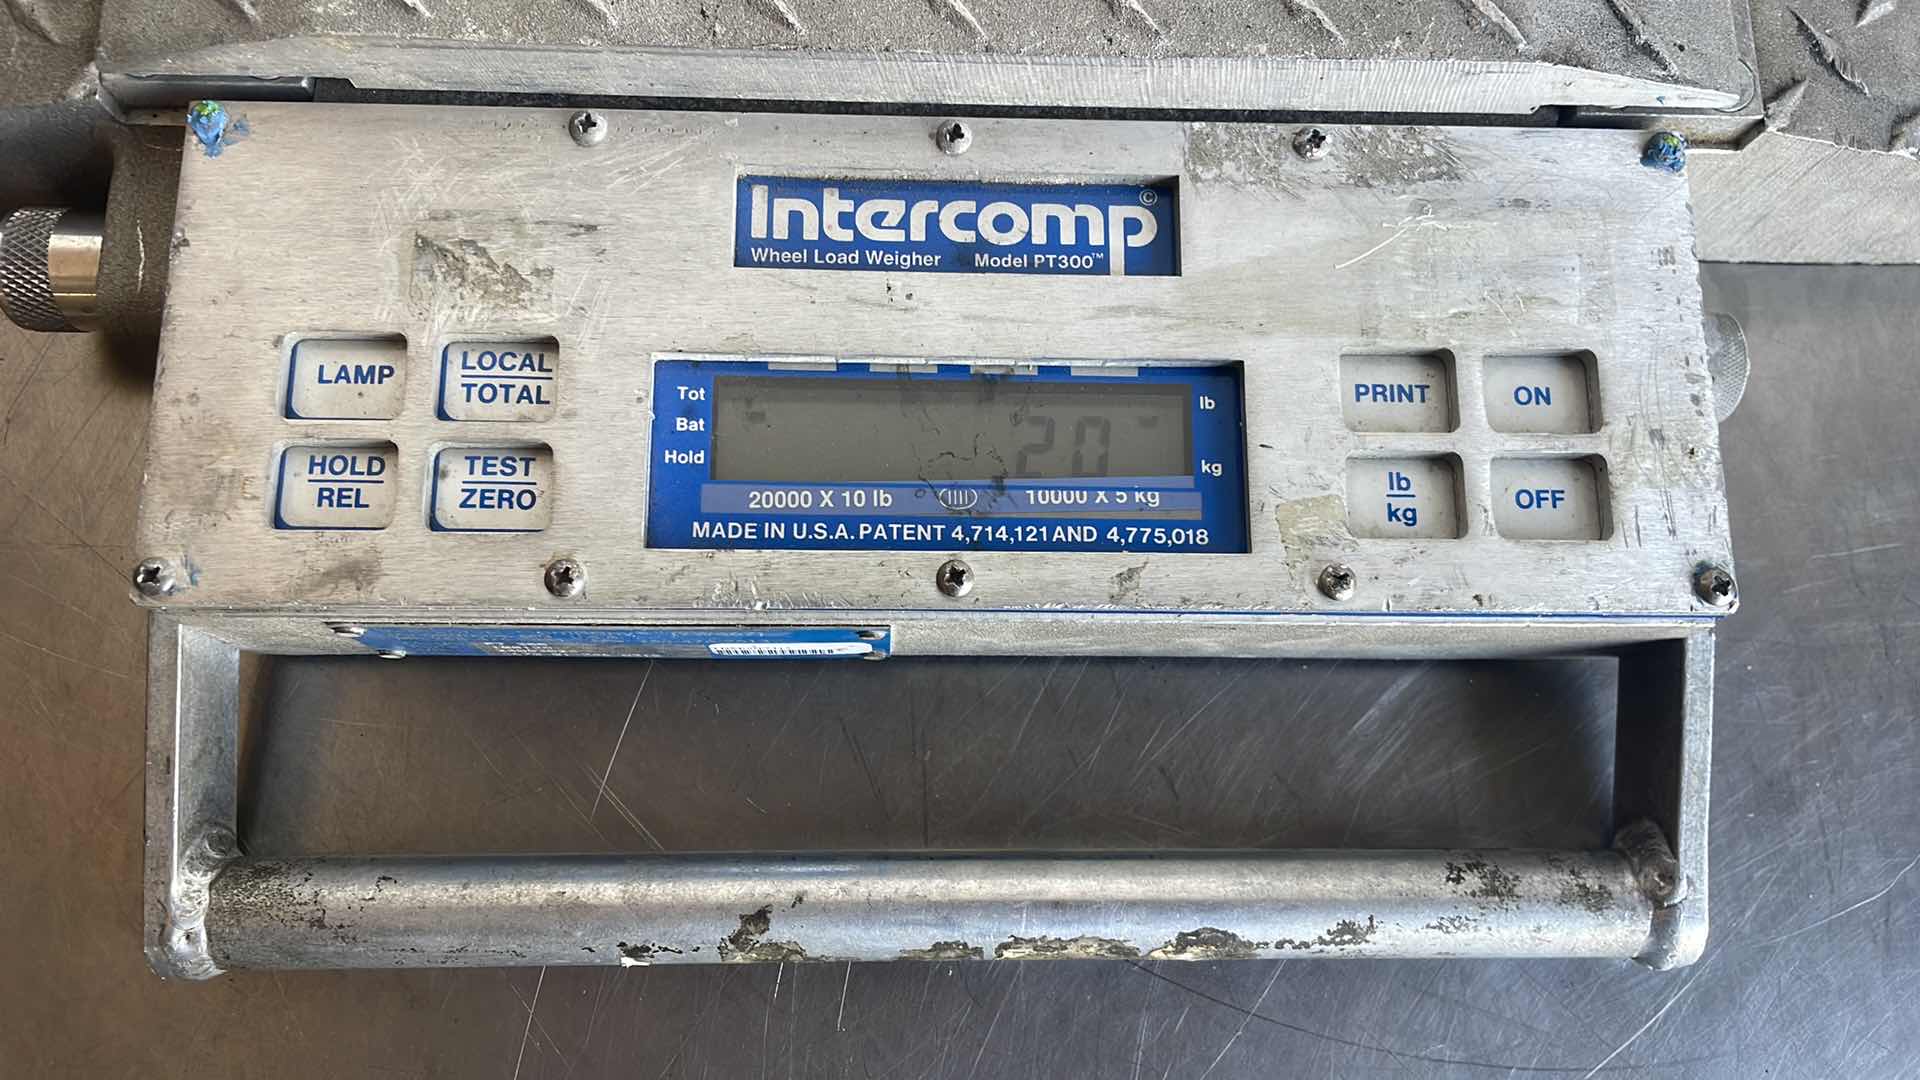 Intercomp©
Wheel Load Weigher Model PT300™
LAMP
LOCAL
TOTAL
HOLD
REL
TEST
ZERO
Tot
Bat
Hold
20
lb
kg
20000 X 10 lb 10000 X 5 kg
MADE IN U.S.A. PATENT 4,714,121 AND 4,775,018
PRINT
ON
lb
kg
OFF